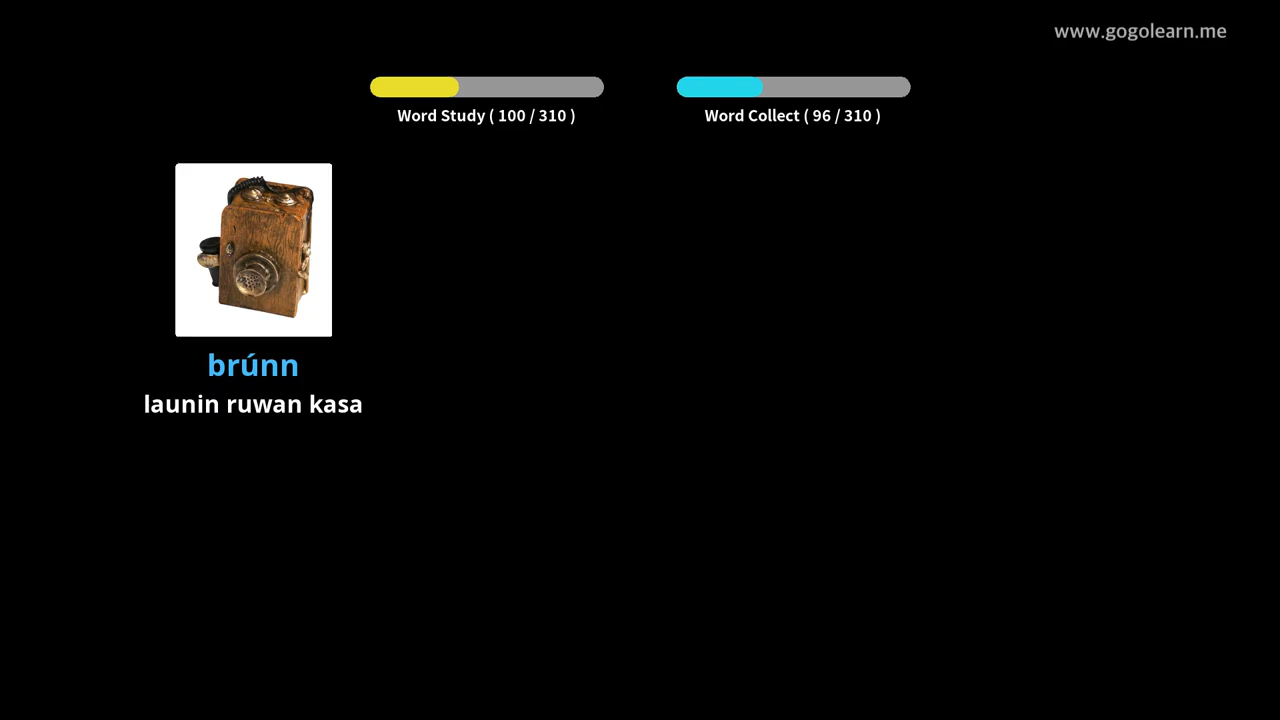 www.gogolearn.me
Word Study ( 100 / 310 )
Word Collect ( 96 / 310 )
brúnn
launin ruwan kasa